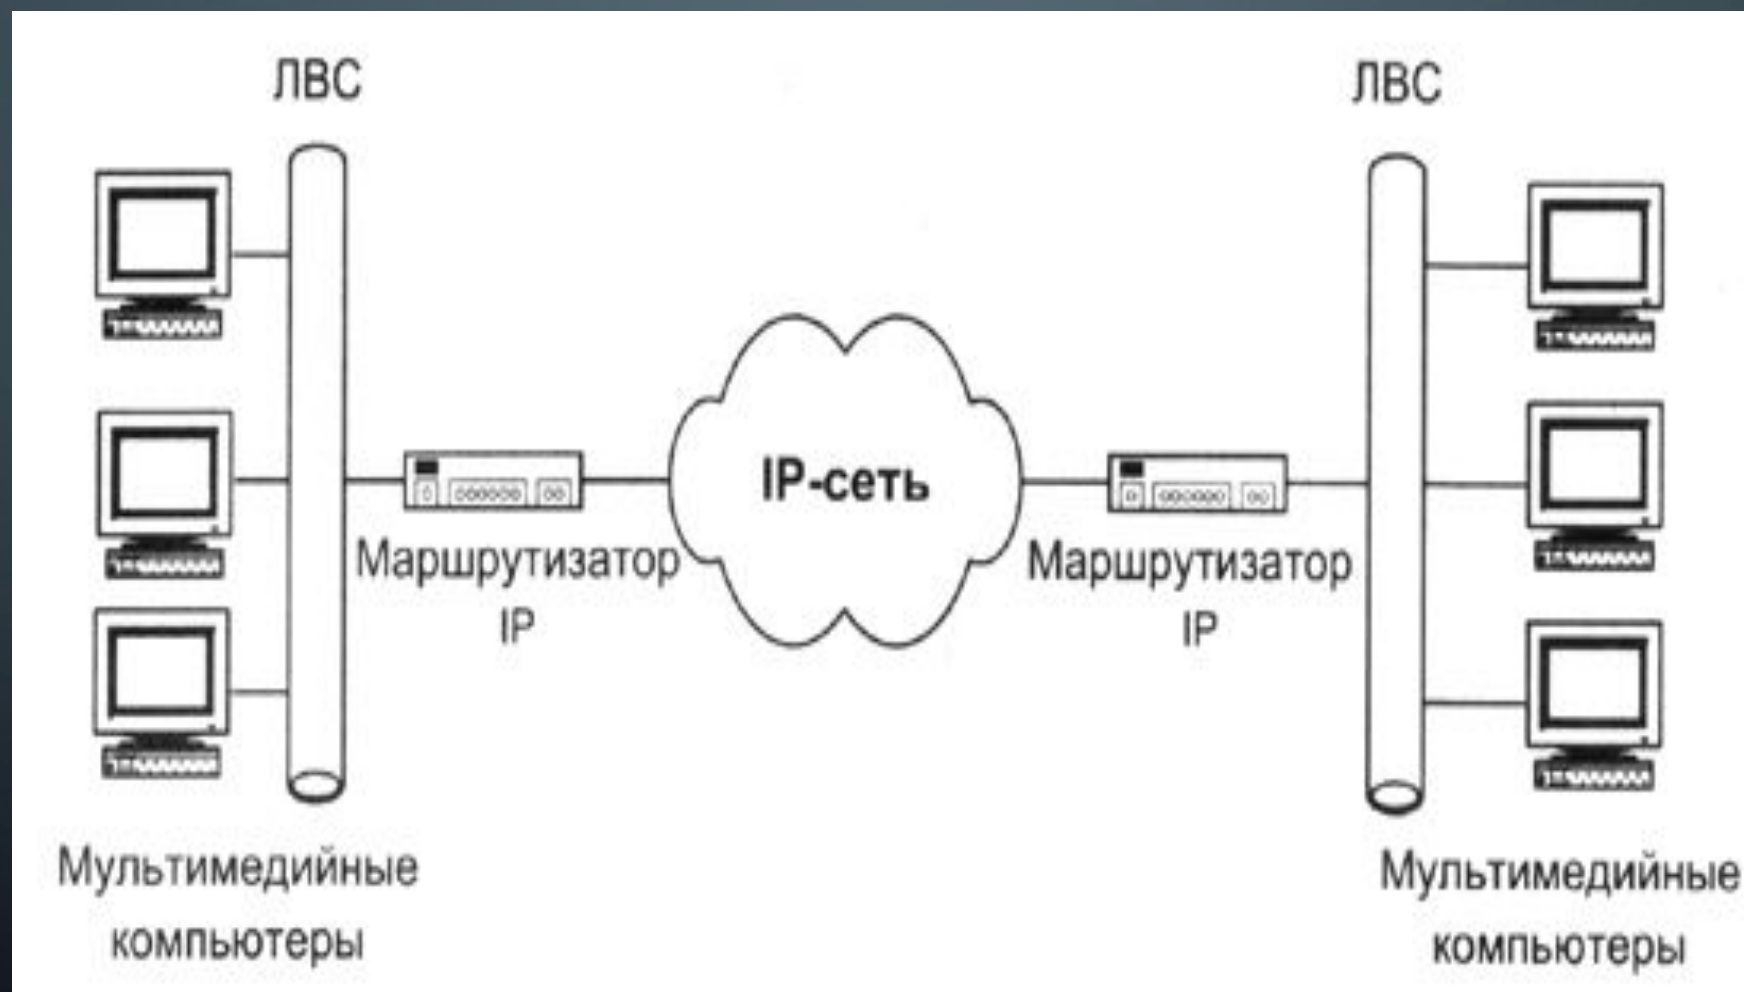 ЛВС
ЛВС
IP-сеть
Маршрутизатор
IP
Маршрутизатор
IP
Мультимедийные
компьютеры
Мультимедийные
компьютеры